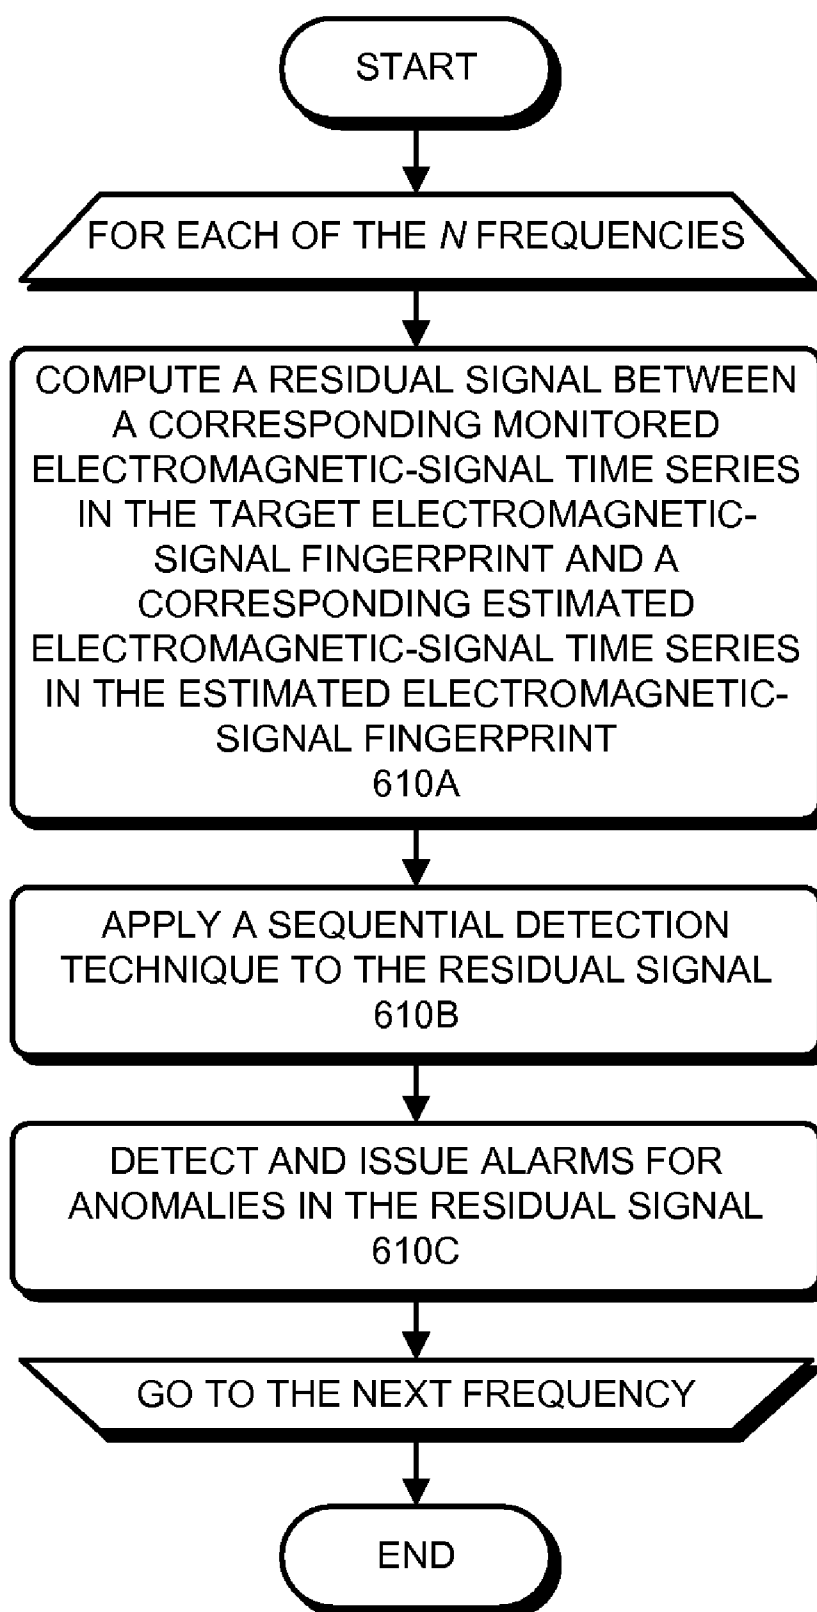 START
FOR EACH OF THE N FREQUENCIES
COMPUTE A RESIDUAL SIGNAL BETWEEN
A CORRESPONDING MONITORED
ELECTROMAGNETIC-SIGNAL TIME SERIES
IN THE TARGET ELECTROMAGNETIC-
SIGNAL FINGERPRINT AND A
CORRESPONDING ESTIMATED
ELECTROMAGNETIC-SIGNAL TIME SERIES
IN THE ESTIMATED ELECTROMAGNETIC-
SIGNAL FINGERPRINT
610A
APPLY A SEQUENTIAL DETECTION
TECHNIQUE TO THE RESIDUAL SIGNAL
610B
DETECT AND ISSUE ALARMS FOR
ANOMALIES IN THE RESIDUAL SIGNAL
610C
GO TO THE NEXT FREQUENCY
END